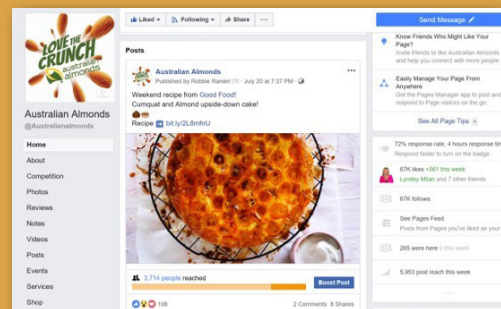 LOVE THE
CRUNCH
australian
almonds
Australian Almonds
@Australianalmonds
Home
About
Competition
Photos
Reviews
Notes
Videos
Posts
Events
Services
Shop
Liked
Following
Share
Posts
Australian Almonds
Published by Robbie Ranieri [?] · July 20 at 7:37 PM ·
Weekend recipe from Good Food!
Cumquat and Almond upside-down cake!
Recipe bit.ly/2L8mfnU
3,714 people reached
Boost Post
106
2 Comments 8 Shares
Send Message
Know Friends Who Might Like Your
Page?
Invite friends to like Australian Almonds
and help you connect with more people.
Easily Manage Your Page From
Anywhere
Get the Pages Manager app to post and
respond to Page visitors on the go.
See All Page Tips
72% response rate, 4 hours response
Respond faster to turn on the badge
67K likes +561 this week
Lyndey Milan and 7 other friends
67K follows
See Pages Feed
Posts from Pages you've liked as your
265 were here 0 this week
5,963 post reach this week